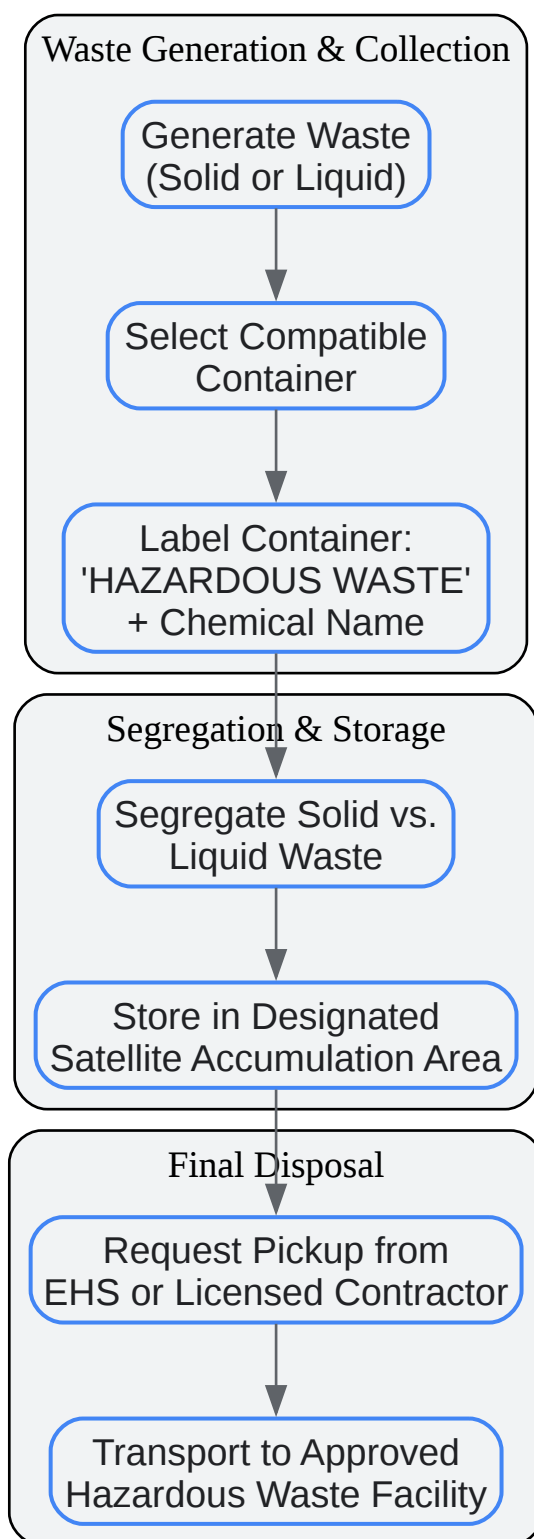 Waste Generation & Collection
Generate Waste
(Solid or Liquid)
Select Compatible
Container
Label Container:
'HAZARDOUS WASTE'
+ Chemical Name
Segregation & Storage
Segregate Solid vs.
Liquid Waste
Store in Designated
Satellite Accumulation Area
Final Disposal
Request Pickup from
EHS or Licensed Contractor
Transport to Approved
Hazardous Waste Facility